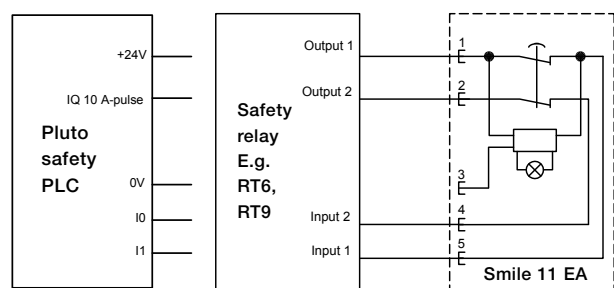 +24V
IQ 10 A-pulse
Pluto
safety
PLC
0V
I0
I1
Output 1
Output 2
Safety
relay
E.g.
RT6,
RT9
Input 2
Input 1
1
2
3
4
5
Smile 11 EA